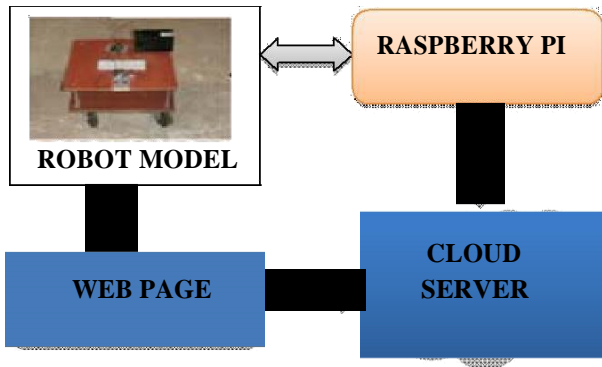 RASPBERRY PI
ROBOT MODEL
WEB PAGE
CLOUD
SERVER